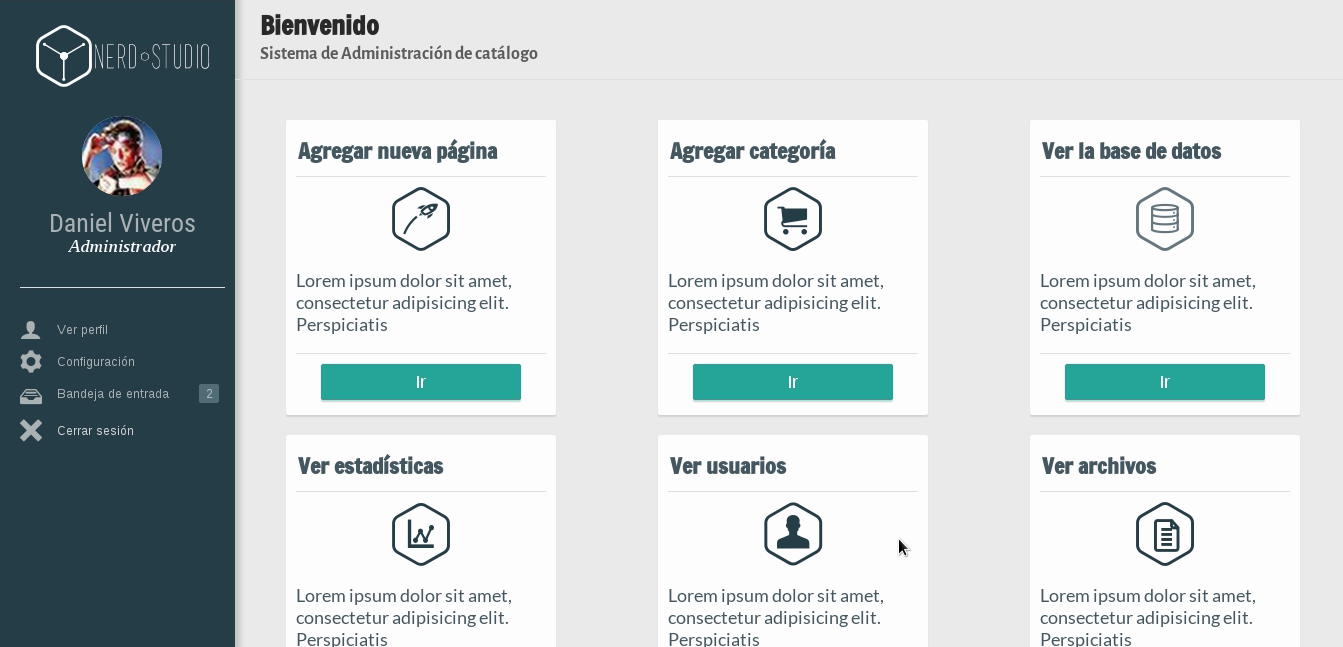 NERD STUDIO
Daniel Viveros
Administrador
Ver perfil
Configuración
Bandeja de entrada 2
Cerrar sesión
Bienvenido
Sistema de Administración de catálogo
Agregar nueva página
Lorem ipsum dolor sit amet,
consectetur adipisicing elit.
Perspiciatis
Ir
Agregar categoría
Lorem ipsum dolor sit amet,
consectetur adipisicing elit.
Perspiciatis
Ir
Ver la base de datos
Lorem ipsum dolor sit amet,
consectetur adipisicing elit.
Perspiciatis
Ir
Ver estadísticas
Lorem ipsum dolor sit amet,
consectetur adipisicing elit.
Perspiciatis
Ver usuarios
Lorem ipsum dolor sit amet,
consectetur adipisicing elit.
Perspiciatis
Ver archivos
Lorem ipsum dolor sit amet,
consectetur adipisicing elit.
Perspiciatis